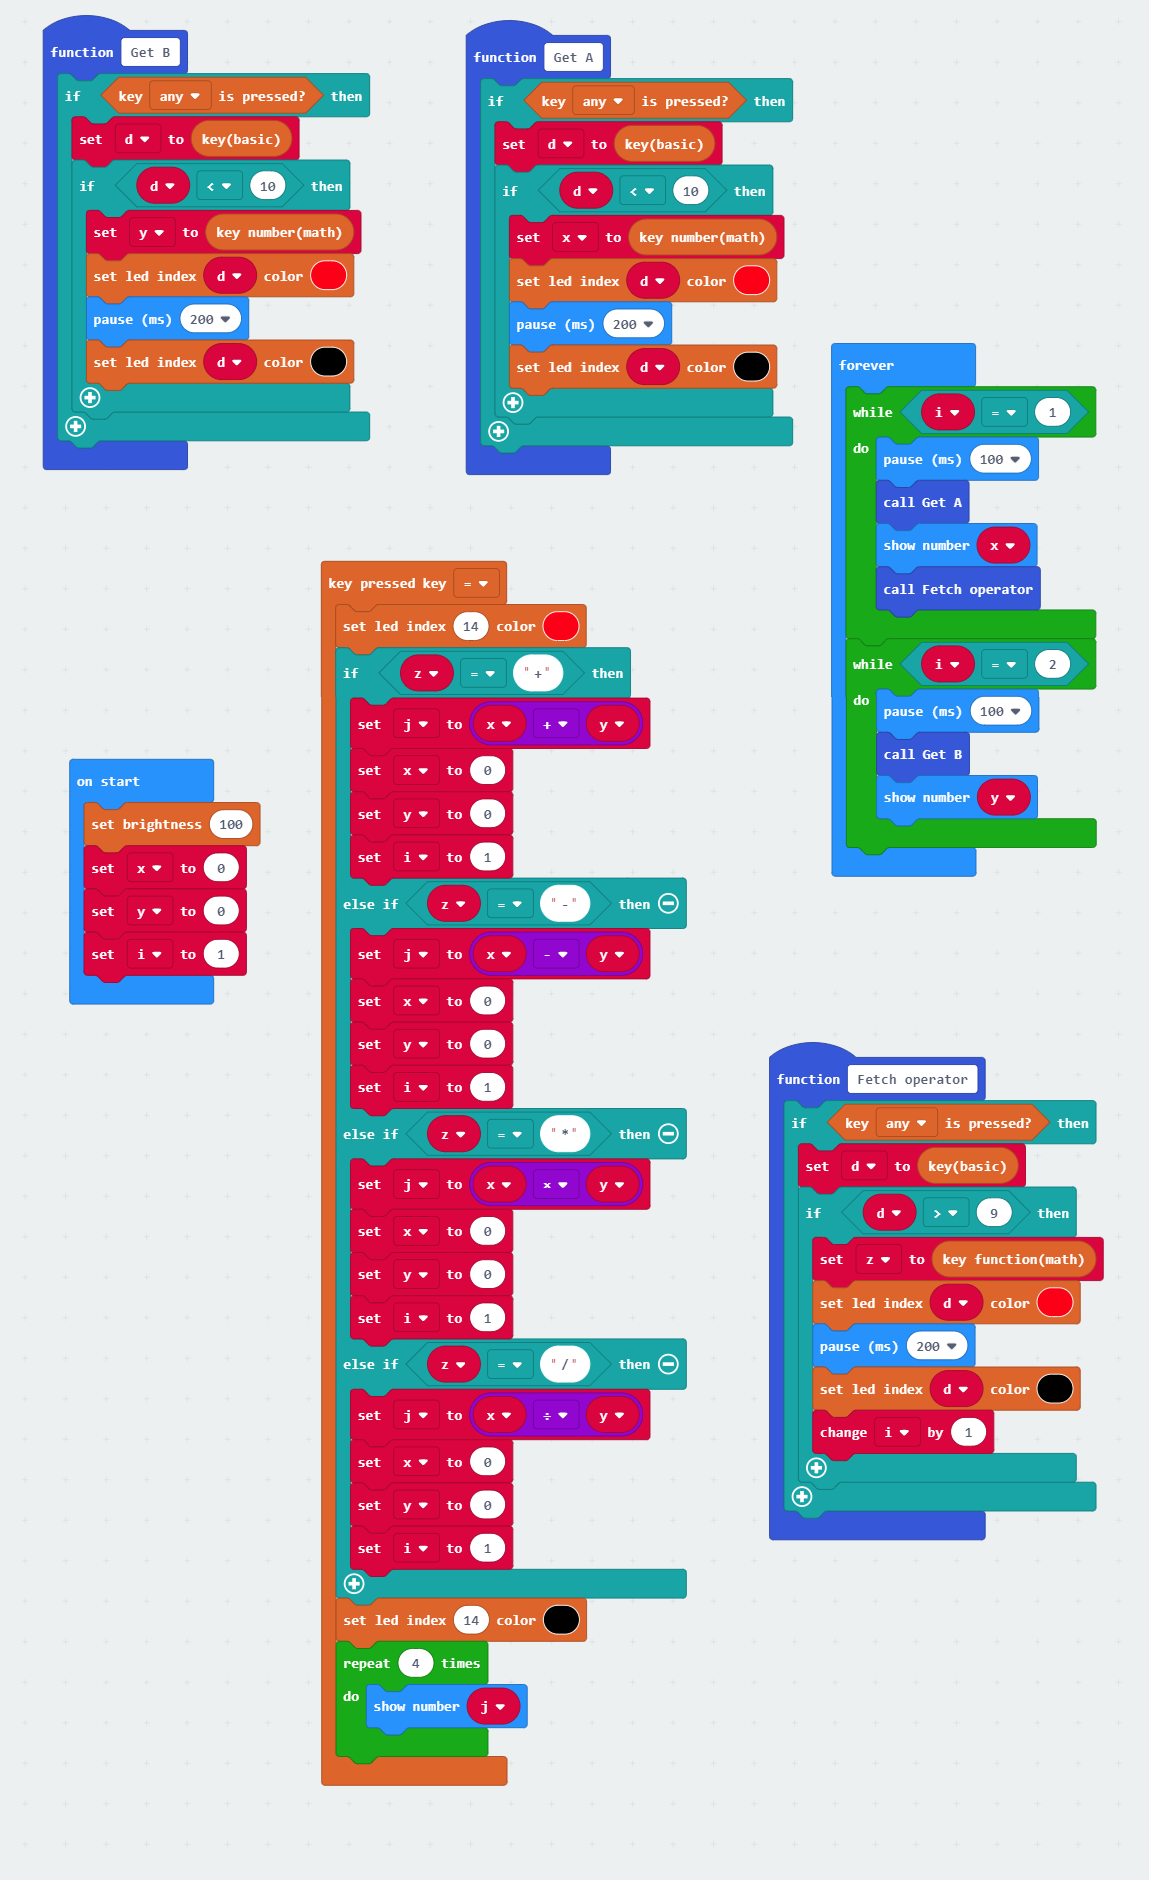 function Get B
if key any is pressed? then
set d to key(basic)
if d < 10 then
set y to key number(math)
set led index d color
pause (ms) 200
set led index d color
function Get A
if key any is pressed? then
set d to key(basic)
if d < 10 then
set x to key number(math)
set led index d color
pause (ms) 200
set led index d color
forever
while i = 1
do pause (ms) 100
call Get A
show number x
call Fetch operator
while i = 2
do pause (ms) 100
call Get B
show number y
key pressed key =
set led index 14 color
if z = "+" then
set j to x + y
set x to 0
set y to 0
set i to 1
else if z = "-" then
set j to x - y
set x to 0
set y to 0
set i to 1
else if z = "*" then
set j to x × y
set x to 0
set y to 0
set i to 1
else if z = "/" then
set j to x ÷ y
set x to 0
set y to 0
set i to 1
set led index 14 color
repeat 4 times
do show number j
on start
set brightness 100
set x to 0
set y to 0
set i to 1
function Fetch operator
if key any is pressed? then
set d to key(basic)
if d > 9 then
set z to key function(math)
set led index d color
pause (ms) 200
set led index d color
change i by 1